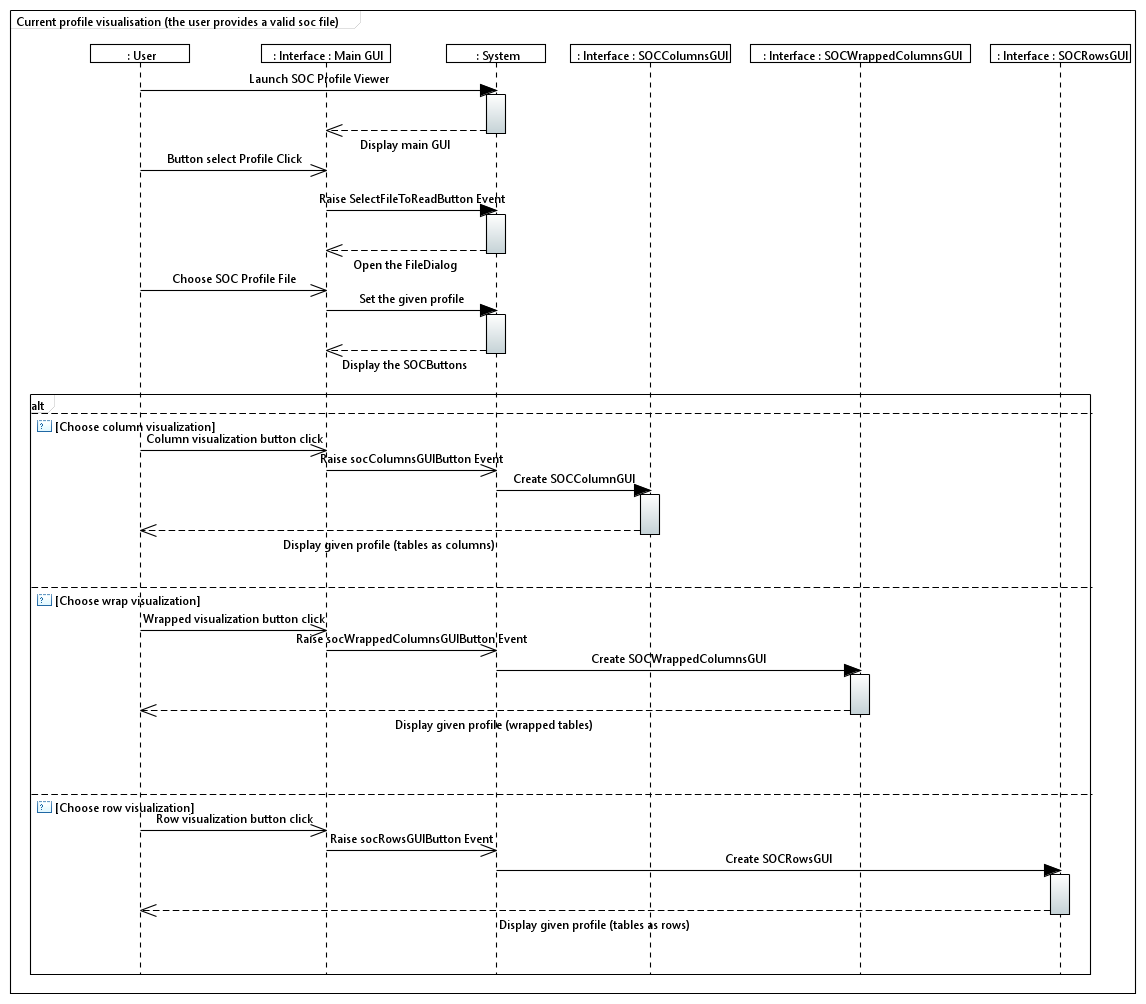 Current profile visualisation (the user provides a valid soc file)
: User
: Interface : Main GUI
: System
: Interface : SOCColumnsGUI
: Interface : SOCWrappedColumnsGUI
: Interface : SOCRowsGUI
Launch SOC Profile Viewer
Display main GUI
Button select Profile Click
Raise SelectFileToReadButton Event
Open the FileDialog
Choose SOC Profile File
Set the given profile
Display the SOCButtons
alt
[Choose column visualization]
Column visualization button click
Raise socColumnsGUIButton Event
Create SOCColumnGUI
Display given profile (tables as columns)
[Choose wrap visualization]
Wrapped visualization button click
Raise socWrappedColumnsGUIButton Event
Create SOCWrappedColumnsGUI
Display given profile (wrapped tables)
[Choose row visualization]
Row visualization button click
Raise socRowsGUIButton Event
Create SOCRowsGUI
Display given profile (tables as rows)